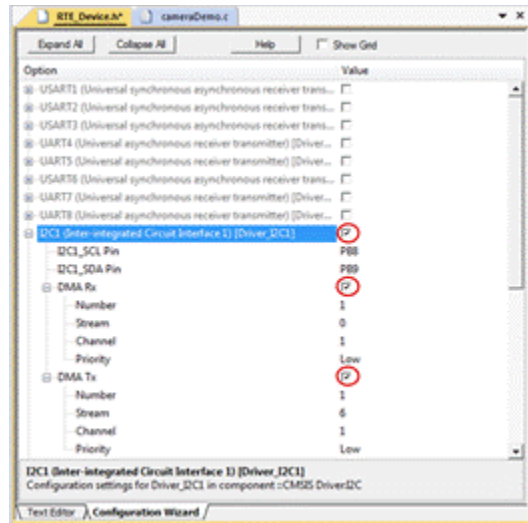 RTE_Device.h* cameraDemo.c
Expand All Collapse All Help Show Grid
Option Value
USART1 (Universal synchronous asynchronous receiver trans...
USART2 (Universal synchronous asynchronous receiver trans...
USART3 (Universal synchronous asynchronous receiver trans...
UART4 (Universal asynchronous receiver transmitter) [Driver...
UART5 (Universal asynchronous receiver transmitter) [Driver...
USART6 (Universal synchronous asynchronous receiver trans...
UART7 (Universal asynchronous receiver transmitter) [Driver...
UART8 (Universal asynchronous receiver transmitter) [Driver...
I2C1 (Inter-integrated Circuit Interface 1) [Driver_I2C1]
I2C1_SCL Pin PB8
I2C1_SDA Pin PB9
DMA Rx
Number 1
Stream 0
Channel 1
Priority Low
DMA Tx
Number 1
Stream 6
Channel 1
Priority Low
I2C1 (Inter-integrated Circuit Interface 1) [Driver_I2C1]
Configuration settings for Driver_I2C1 in component ::CMSIS Driver:I2C
Text Editor Configuration Wizard